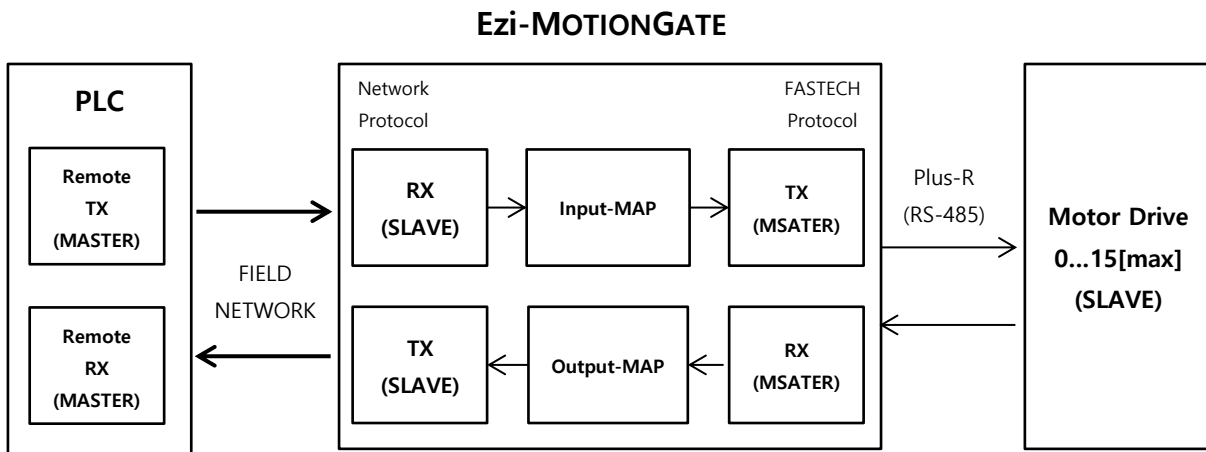 Ezi-MOTIONGATE
PLC
Remote
TX
(MASTER)
Remote
RX
(MASTER)
FIELD
NETWORK
Network
Protocol
FASTECH
Protocol
RX
(SLAVE)
Input-MAP
TX
(MSATER)
TX
(SLAVE)
Output-MAP
RX
(MSATER)
Plus-R
(RS-485)
Motor Drive
0...15[max]
(SLAVE)